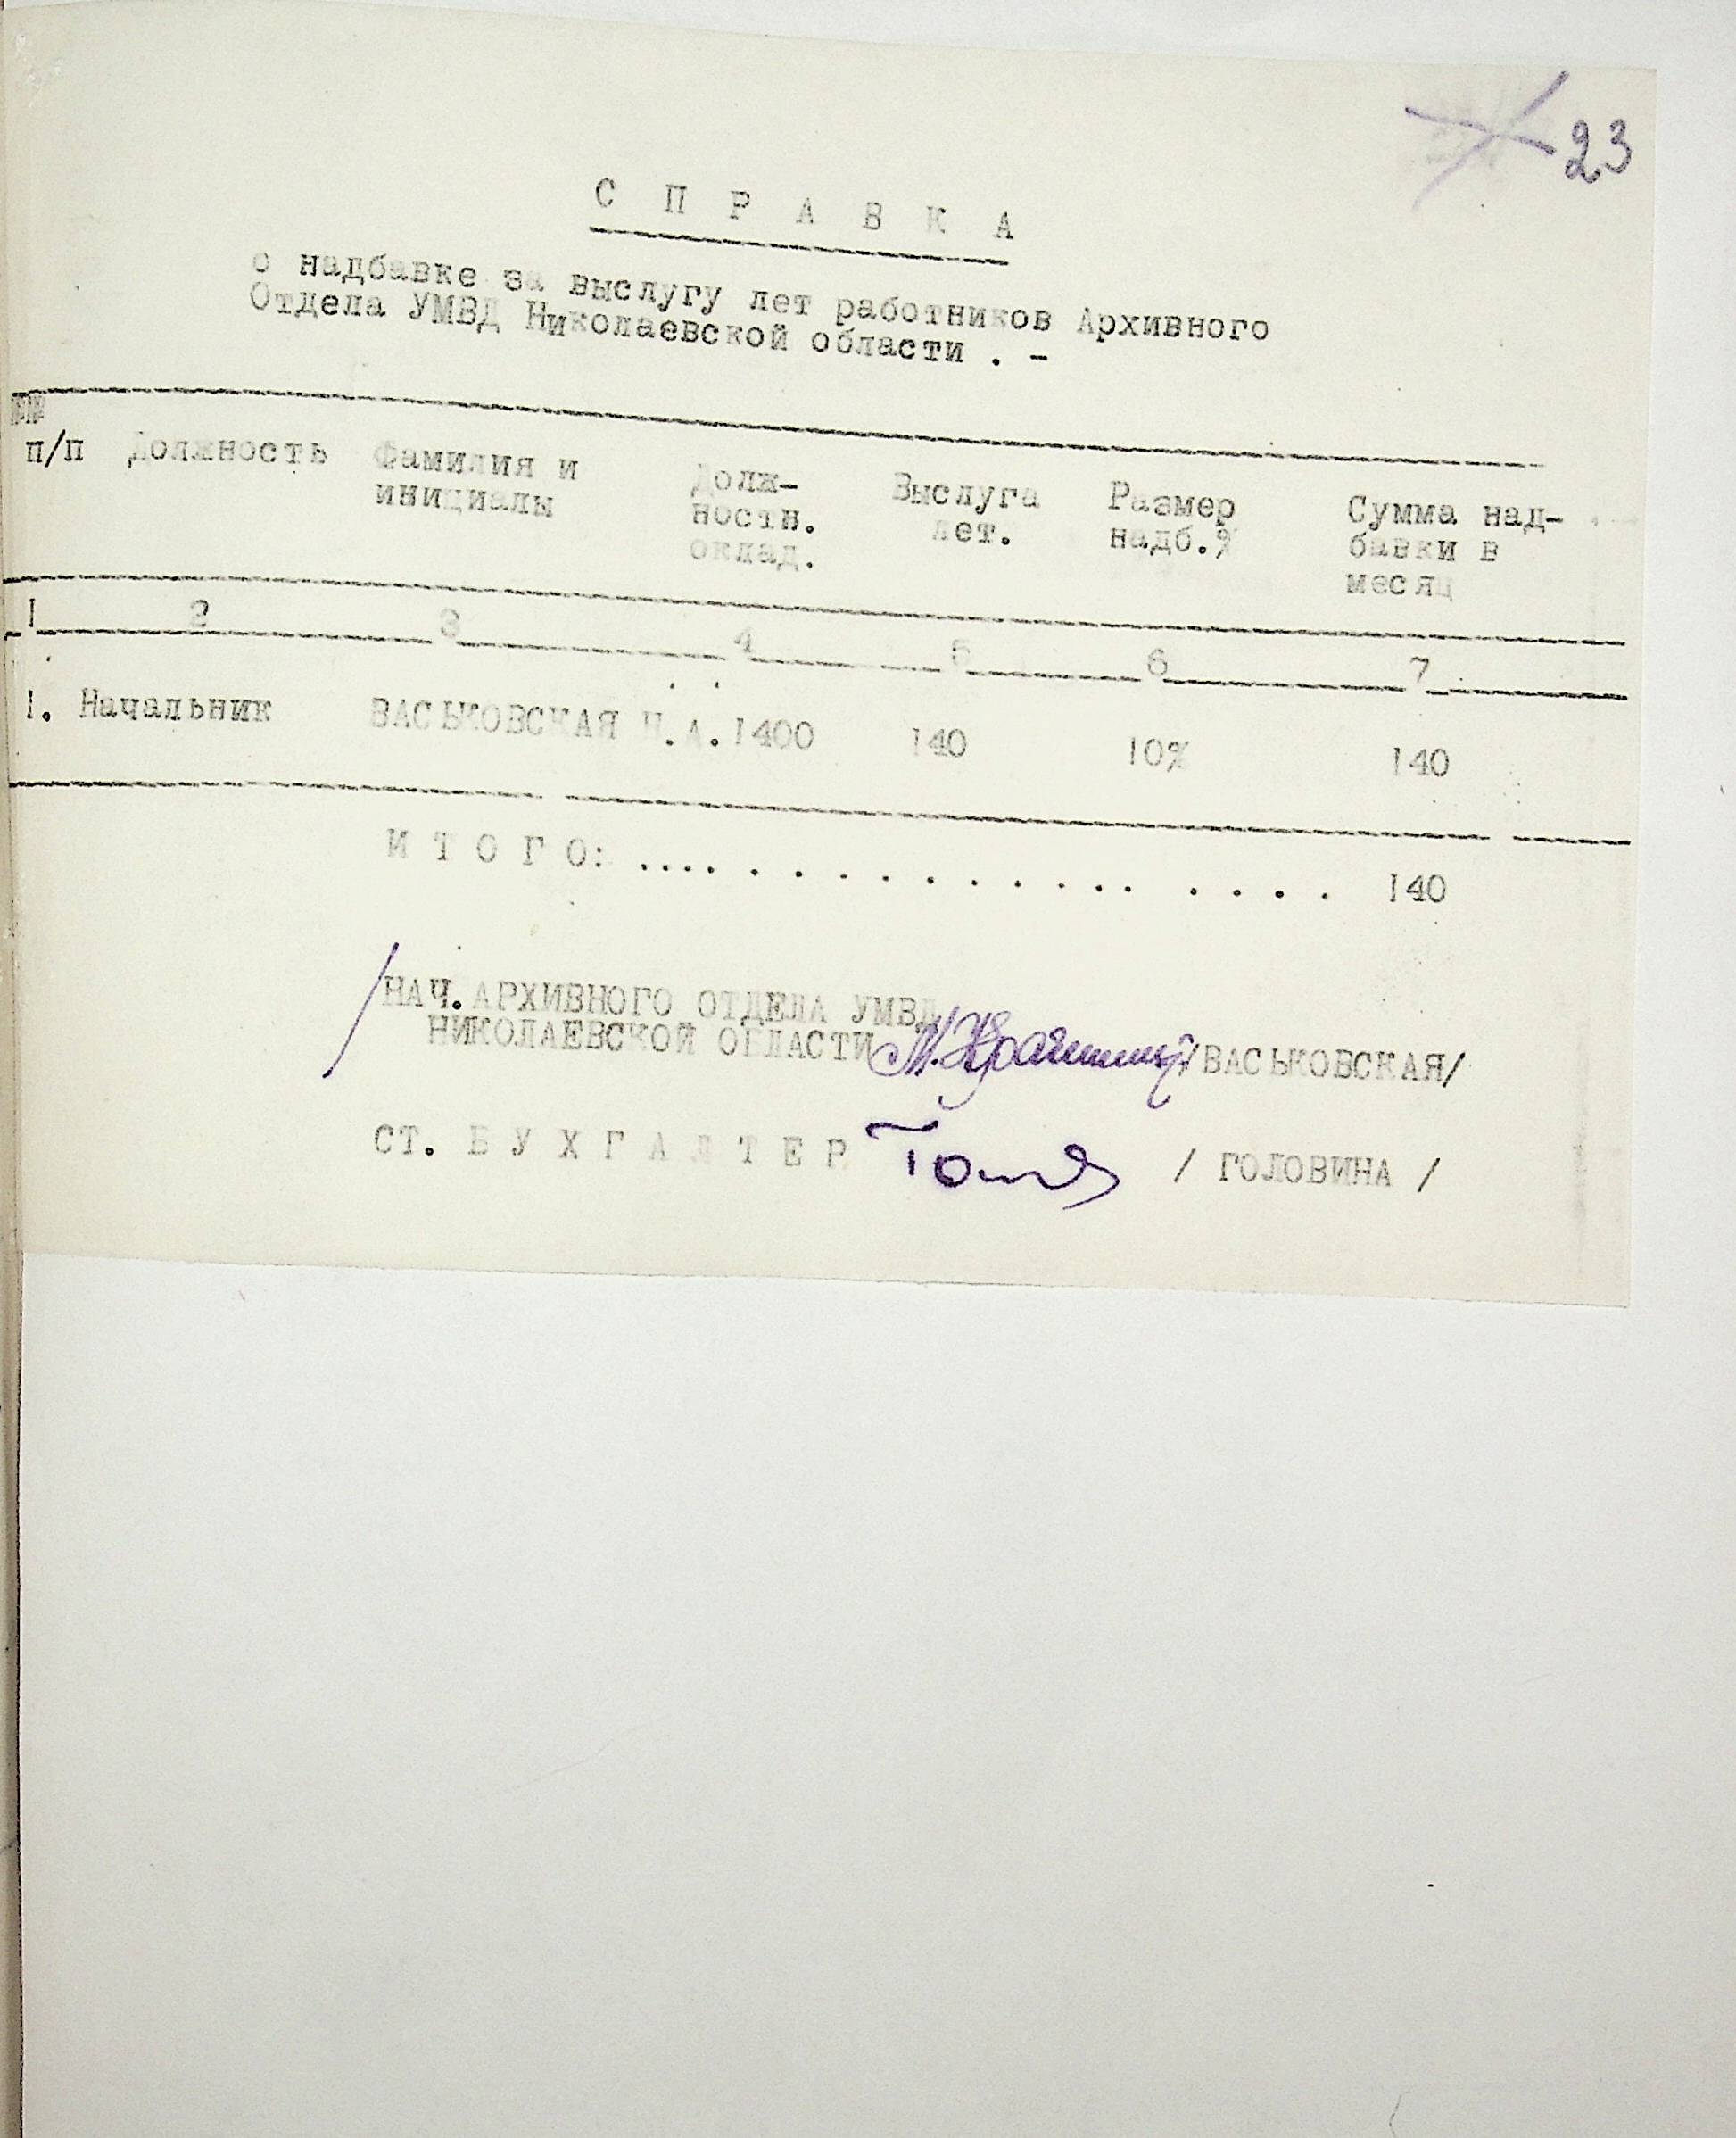 23
С П Р А В К А
о надбавке за выслугу лет работников Архивного
Отдела УМВД Николаевской области . -
№№
п/п Должность Фамилия и инициалы Долж-ностн. оклад. Выслуга лет. Размер надб.% Сумма над-бавки в месяц
1 2 3 4 5 6 7
1. Начальник ВАСЬКОВСКАЯ Н.А. 1400 140 10% 140
И Т О Г О: .... . . . . . . . . . .. . . . . 140
НАЧ. АРХИВНОГО ОТДЕЛА УМВД
НИКОЛАЕВСКОЙ ОБЛАСТИ /ВАСЬКОВСКАЯ/
СТ. Б У Х Г А Л Т Е Р / ГОЛОВИНА /